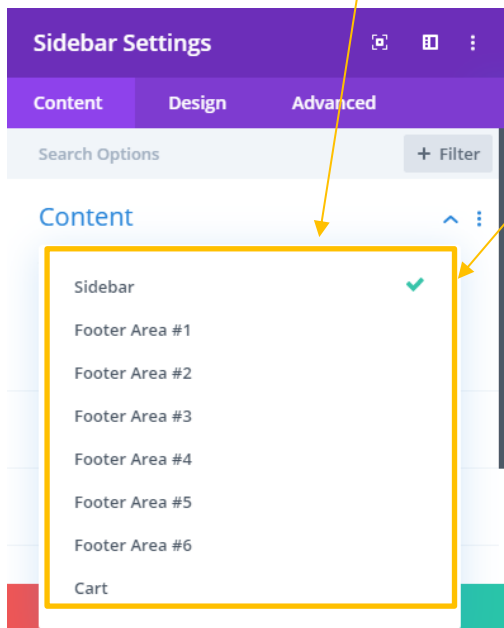 Sidebar Settings
Content Design Advanced
Search Options + Filter
Content
Sidebar
Footer Area #1
Footer Area #2
Footer Area #3
Footer Area #4
Footer Area #5
Footer Area #6
Cart